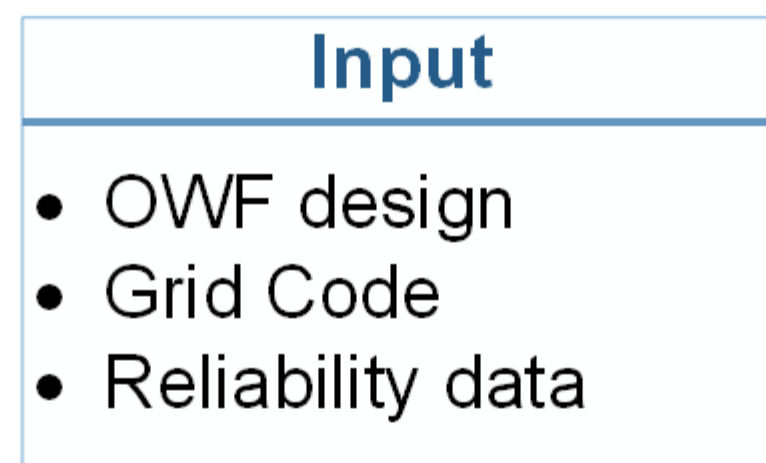 Input
• OWF design
• Grid Code
• Reliability data